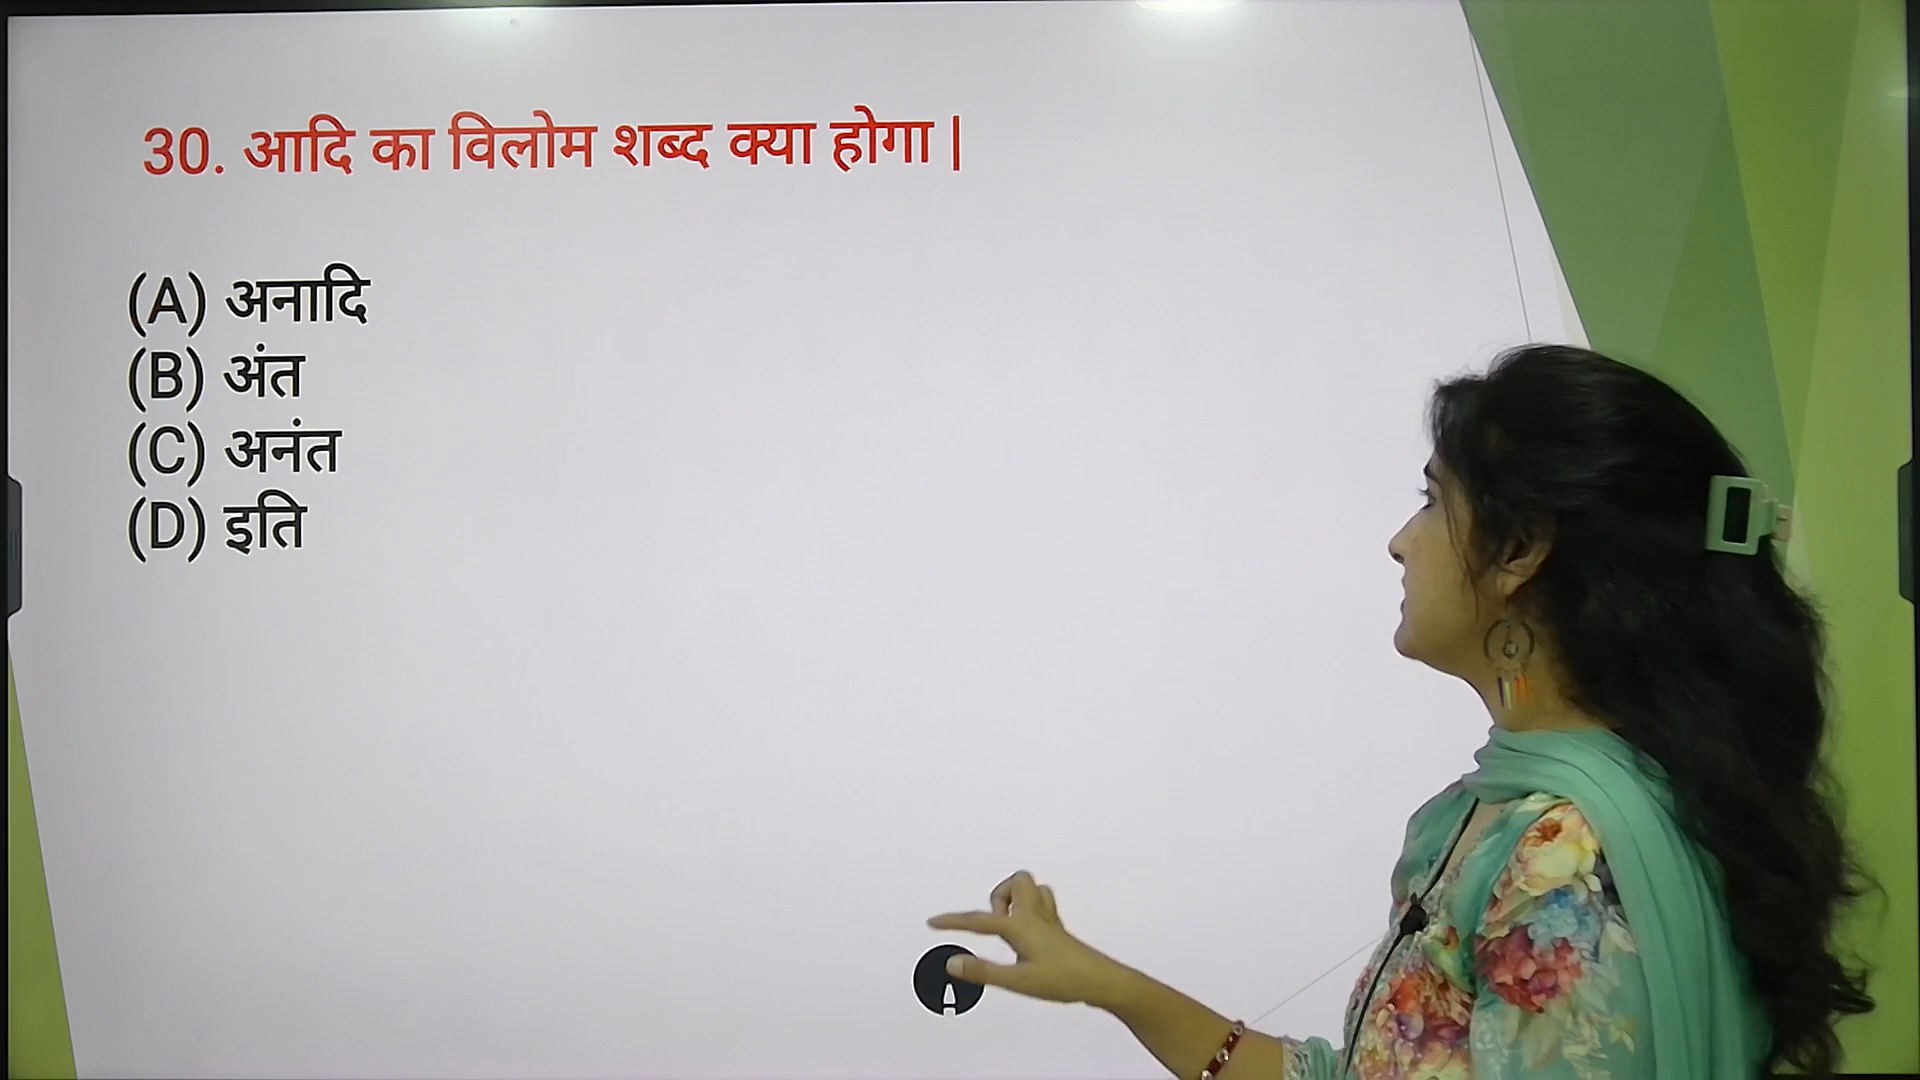 30. आदि का विलोम शब्द क्या होगा |
(A) अनादि
(B) अंत
(C) अनंत
(D) इति